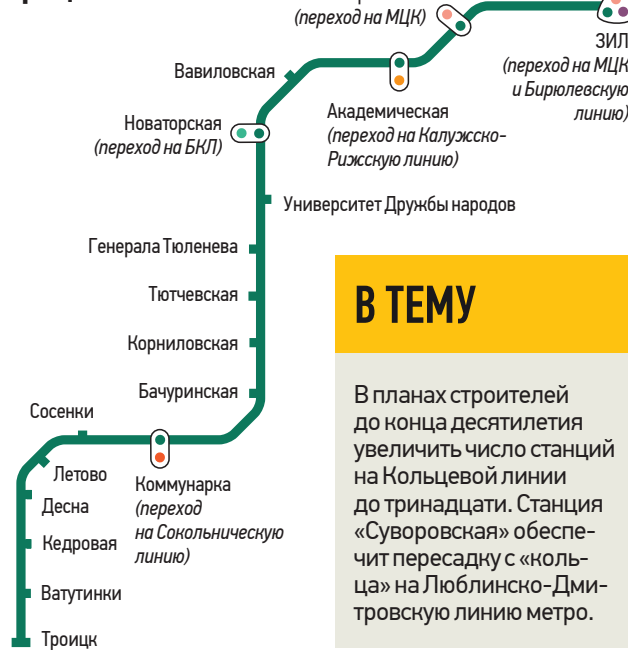 (переход на МЦК)
ЗИЛ
(переход на МЦК
и Бирюлевскую
линию)
Вавиловская
Академическая
(переход на Калужско-
Рижскую линию)
Новаторская
(переход на БКЛ)
Университет Дружбы народов
Генерала Тюленева
Тютчевская
Корниловская
Бачуринская
Сосенки
Летово
Коммунарка
(переход
на Сокольническую
линию)
Десна
Кедровая
Ватутинки
Троицк
В ТЕМУ
В планах строителей
до конца десятилетия
увеличить число станций
на Кольцевой линии
до тринадцати. Станция
«Суворовская» обеспе-
чит пересадку с «коль-
ца» на Люблинско-Дми-
тровскую линию метро.